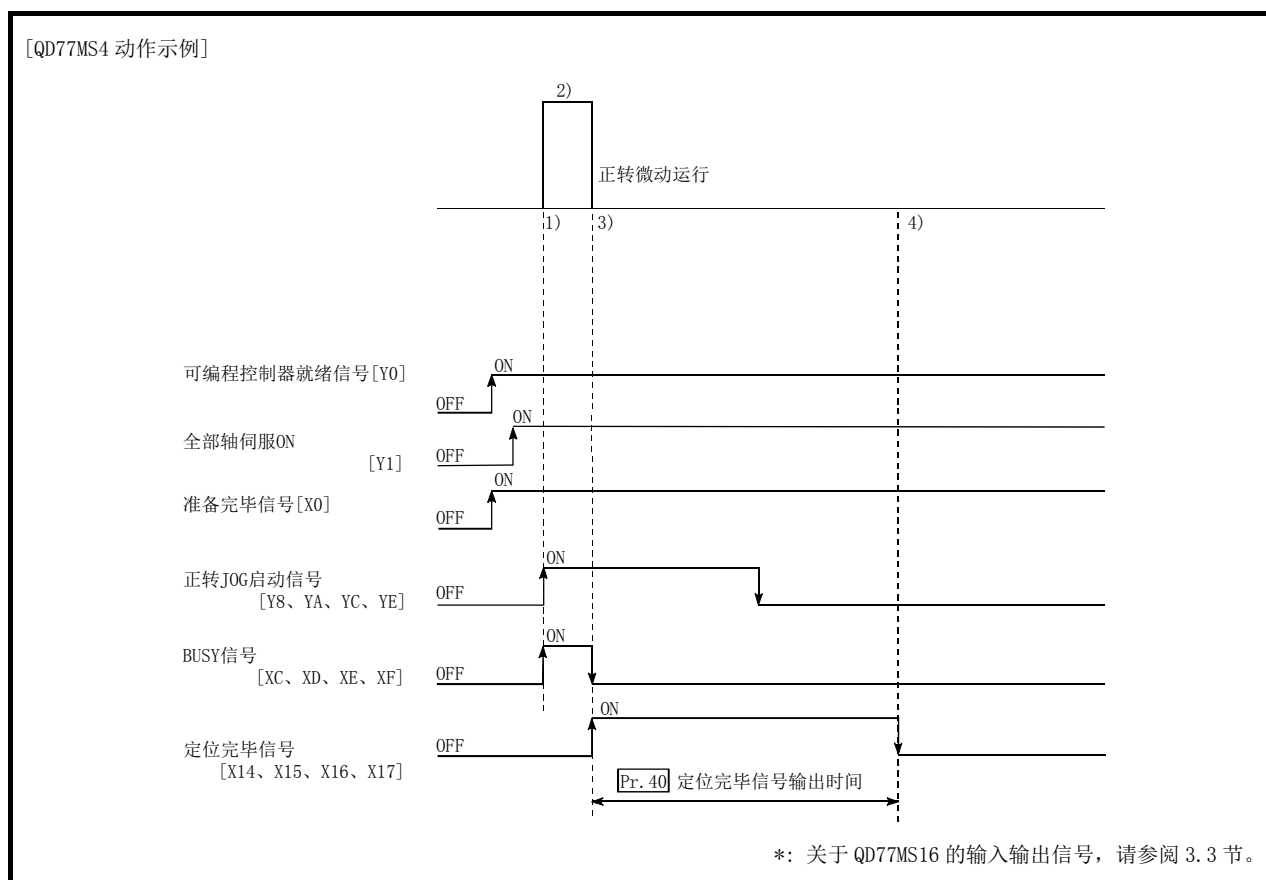 [QD77MS4 动作示例]
2)
正转微动运行
1) 3) 4)
可编程控制器就绪信号[Y0]
OFF
ON
全部轴伺服ON
[Y1]
OFF
ON
准备完毕信号[X0]
OFF
ON
正转JOG启动信号
[Y8、YA、YC、YE]
OFF
ON
BUSY信号
[XC、XD、XE、XF]
OFF
ON
定位完毕信号
[X14、X15、X16、X17]
OFF
ON
Pr.40 定位完毕信号输出时间
*: 关于 QD77MS16 的输入输出信号，请参阅 3.3 节。